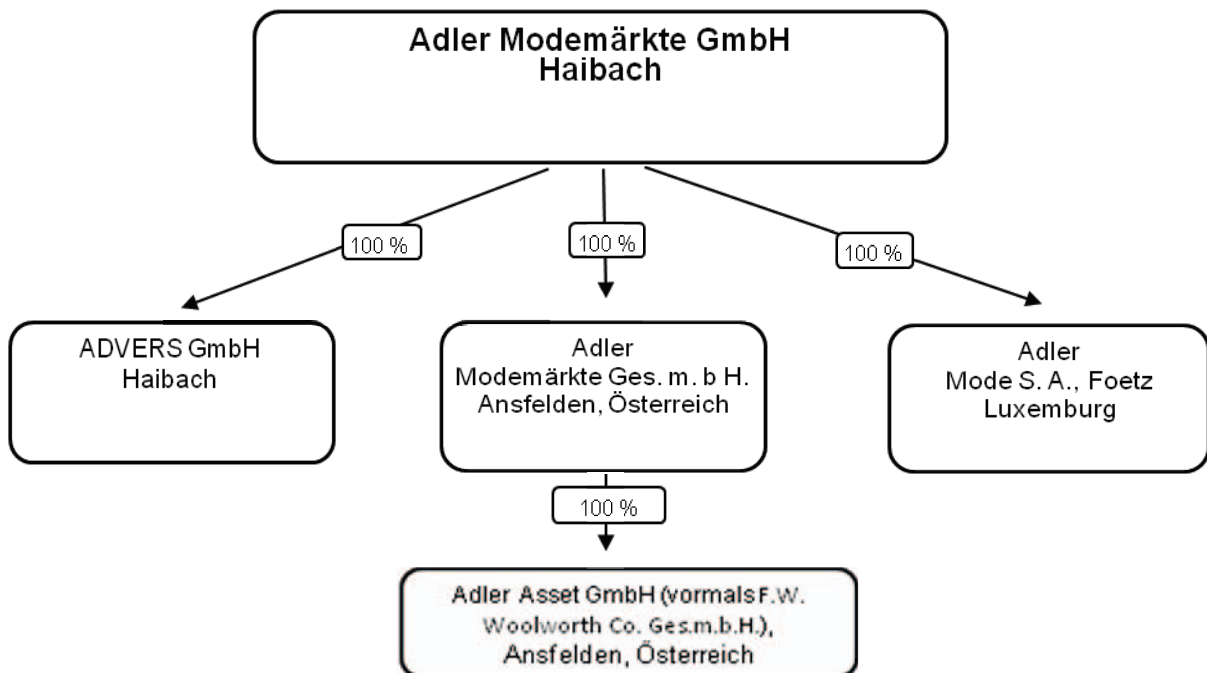 Adler Modemärkte GmbH
Haibach
100 %
100 %
100 %
ADVERS GmbH
Haibach
Adler
Modemärkte Ges. m. b H.
Ansfelden, Österreich
Adler
Mode S. A., Foetz
Luxemburg
100 %
Adler Asset GmbH (vormals F.W.
Woolworth Co. Ges.m.b.H.),
Ansfelden, Österreich